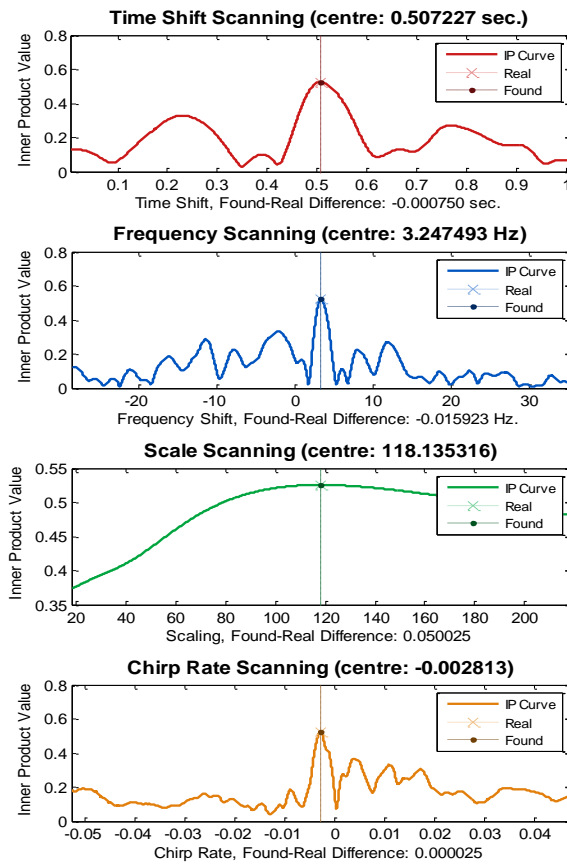 Time Shift Scanning (centre: 0.507227 sec.)
Inner Product Value
0.8
0.6
0.4
0.2
0
IP Curve
Real
Found
0.1 0.2 0.3 0.4 0.5 0.6 0.7 0.8 0.9 1
Time Shift, Found-Real Difference: -0.000750 sec.
Frequency Scanning (centre: 3.247493 Hz)
Inner Product Value
0.8
0.6
0.4
0.2
0
IP Curve
Real
Found
-20 -10 0 10 20 30
Frequency Shift, Found-Real Difference: -0.015923 Hz.
Scale Scanning (centre: 118.135316)
Inner Product Value
0.55
0.5
0.45
0.4
0.35
IP Curve
Real
Found
20 40 60 80 100 120 140 160 180 200
Scaling, Found-Real Difference: 0.050025
Chirp Rate Scanning (centre: -0.002813)
Inner Product Value
0.8
0.6
0.4
0.2
0
IP Curve
Real
Found
-0.05 -0.04 -0.03 -0.02 -0.01 0 0.01 0.02 0.03 0.04
Chirp Rate, Found-Real Difference: 0.000025